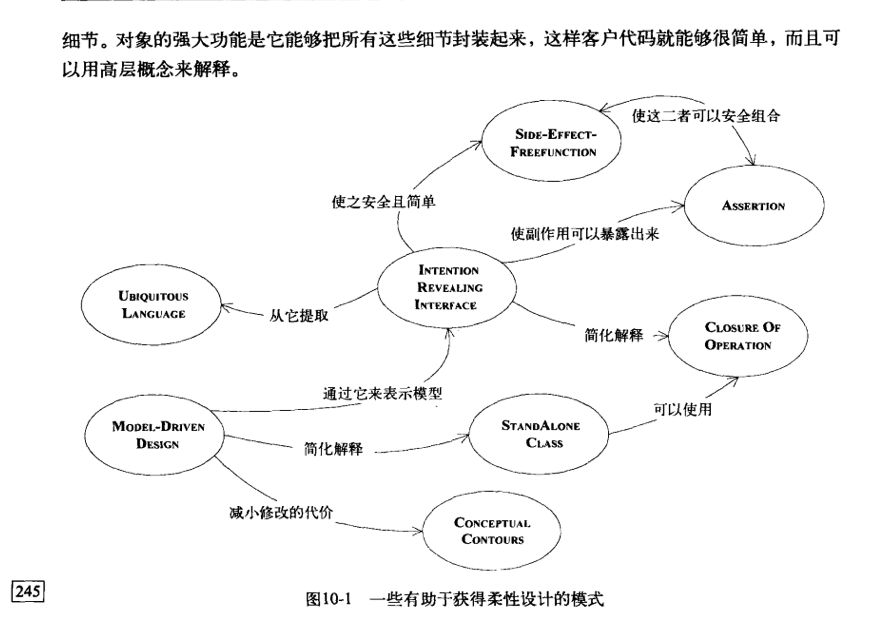 细节。对象的强大功能是它能够把所有这些细节封装起来，这样客户代码就能够很简单，而且可
以用高层概念来解释。
SIDE-EFFECT-
FREEFUNCTION
使这二者可以安全组合
使之安全且简单
ASSERTION
使副作用可以暴露出来
INTENTION
REVEALING
INTERFACE
UBIQUITOUS
LANGUAGE
从它提取
简化解释
CLOSURE OF
OPERATION
通过它来表示模型
可以使用
MODEL-DRIVEN
DESIGN
简化解释
STANDALONE
CLASS
减小修改的代价
CONCEPTUAL
CONTOURS
245
图10-1 一些有助于获得柔性设计的模式